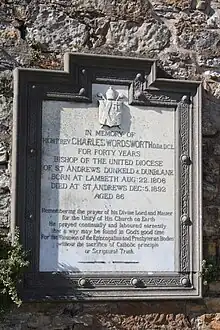 IN MEMORY OF
CHARLES WORDSWORTH D.D. D.C.L.
FOR FORTY YEARS
BISHOP OF THE UNITED DIOCESE
OF ST ANDREWS DUNKELD & DUNBLANE
BORN AT LAMBETH AUG. 22. 1806
DIED AT ST ANDREWS DEC. 5. 1892
AGED 86
Remembering the prayer of his Divine Lord and Master
for the Unity of His Church on Earth
He prayed continually and laboured earnestly
that a way may be found in God's good time
For the reunion of the Episcopalian and Presbyterian Bodies
without the sacrifice of Catholic principle
or Scriptural Truth